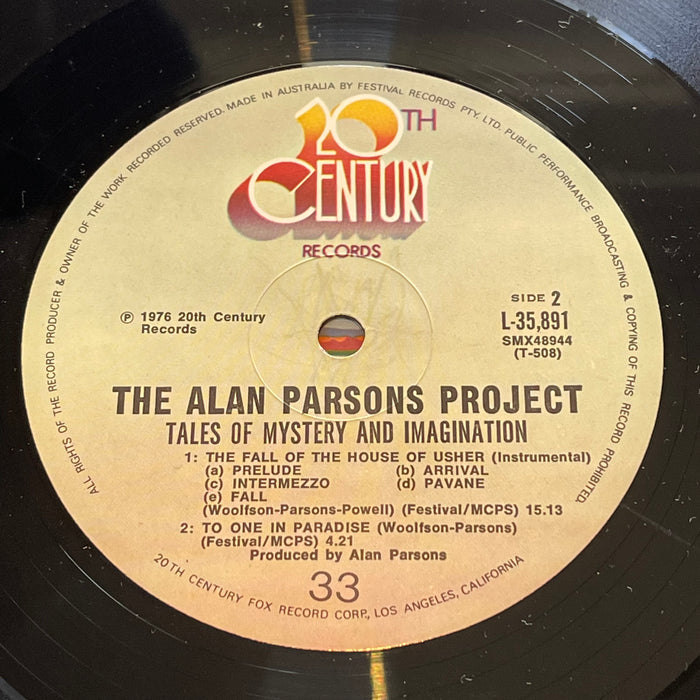 ALL RIGHTS OF THE RECORD PRODUCER & OWNER OF THE WORK RECORDED RESERVED. MADE IN AUSTRALIA BY FESTIVAL RECORDS PTY. LTD. PUBLIC PERFORMANCE BROADCASTING & COPYING OF THIS RECORD PROHIBITED.
20TH
CENTURY
RECORDS
℗ 1976 20th Century
Records
SIDE 2
L-35,891
SMX48944
(T-508)
THE ALAN PARSONS PROJECT
TALES OF MYSTERY AND IMAGINATION
1: THE FALL OF THE HOUSE OF USHER (Instrumental)
(a) PRELUDE (b) ARRIVAL
(c) INTERMEZZO (d) PAVANE
(e) FALL
(Woolfson-Parsons-Powell) (Festival/MCPS) 15.13
2: TO ONE IN PARADISE (Woolfson-Parsons)
(Festival/MCPS) 4.21
Produced by Alan Parsons
33
20TH CENTURY FOX RECORD CORP., LOS ANGELES, CALIFORNIA